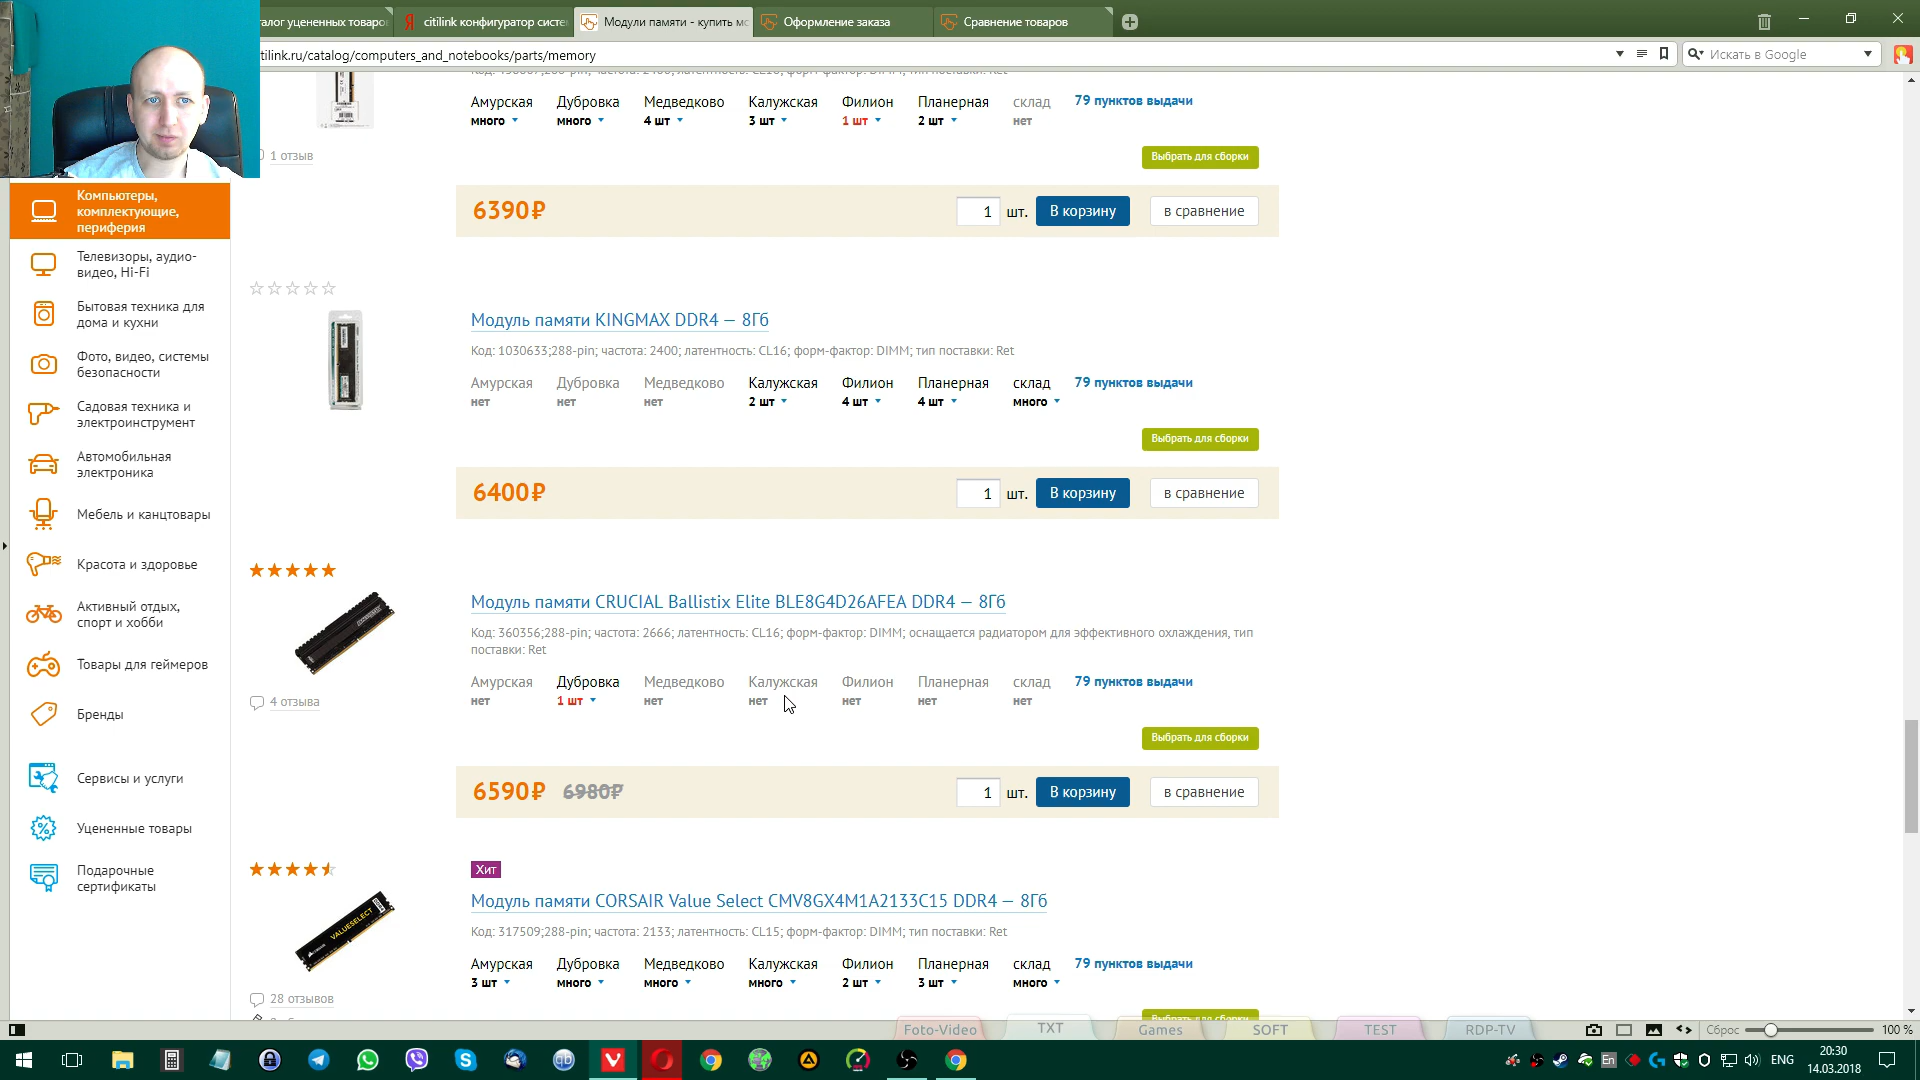 талог уцененных товаро
citilink конфигуратор систе
Модули памяти - купить мо
Оформление заказа
Сравнение товаров
tilink.ru/catalog/computers_and_notebooks/parts/memory
Искать в Google
Амурская Дубровка Медведково Калужская Филион Планерная склад 79 пунктов выдачи
много много 4 шт 3 шт 1 шт 2 шт нет
1 отзыв
Выбрать для сборки
6390₽ 1 шт. В корзину в сравнение
Компьютеры,
комплектующие,
периферия
Телевизоры, аудио-
видео, Hi-Fi
Бытовая техника для
дома и кухни
Фото, видео, системы
безопасности
Садовая техника и
электроинструмент
Автомобильная
электроника
Мебель и канцтовары
Красота и здоровье
Активный отдых,
спорт и хобби
Товары для геймеров
Бренды
Сервисы и услуги
Уцененные товары
Подарочные
сертификаты
Модуль памяти KINGMAX DDR4 — 8Гб
Код: 1030633;288-pin; частота: 2400; латентность: CL16; форм-фактор: DIMM; тип поставки: Ret
Амурская Дубровка Медведково Калужская Филион Планерная склад 79 пунктов выдачи
нет нет нет 2 шт 4 шт 4 шт много
Выбрать для сборки
6400₽ 1 шт. В корзину в сравнение
Модуль памяти CRUCIAL Ballistix Elite BLE8G4D26AFEA DDR4 — 8Гб
Код: 360356;288-pin; частота: 2666; латентность: CL16; форм-фактор: DIMM; оснащается радиатором для эффективного охлаждения, тип
поставки: Ret
Амурская Дубровка Медведково Калужская Филион Планерная склад 79 пунктов выдачи
нет 1 шт нет нет нет нет нет
4 отзыва
Выбрать для сборки
6590₽ 6980₽ 1 шт. В корзину в сравнение
Хит
Модуль памяти CORSAIR Value Select CMV8GX4M1A2133C15 DDR4 — 8Гб
Код: 317509;288-pin; частота: 2133; латентность: CL15; форм-фактор: DIMM; тип поставки: Ret
VALUESELECT
Амурская Дубровка Медведково Калужская Филион Планерная склад 79 пунктов выдачи
3 шт много много много 2 шт 3 шт много
28 отзывов
Выбрать для сборки
Foto-Video TXT Games SOFT TEST RDP-TV
Сброс 100 %
En
ENG
20:30
14.03.2018